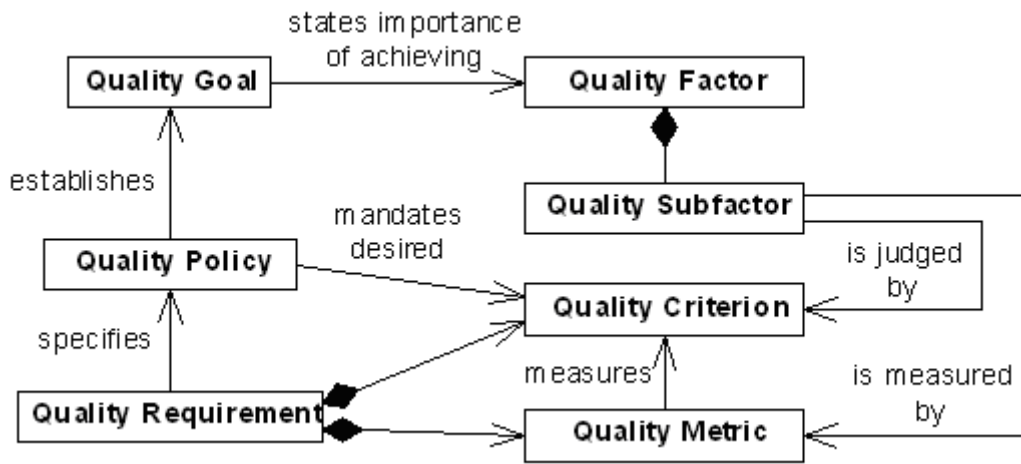 states importance
of achieving
Quality Goal
Quality Factor
establishes
Quality Subfactor
mandates
desired
Quality Policy
is judged
by
Quality Criterion
specifies
measures
is measured
by
Quality Requirement
Quality Metric